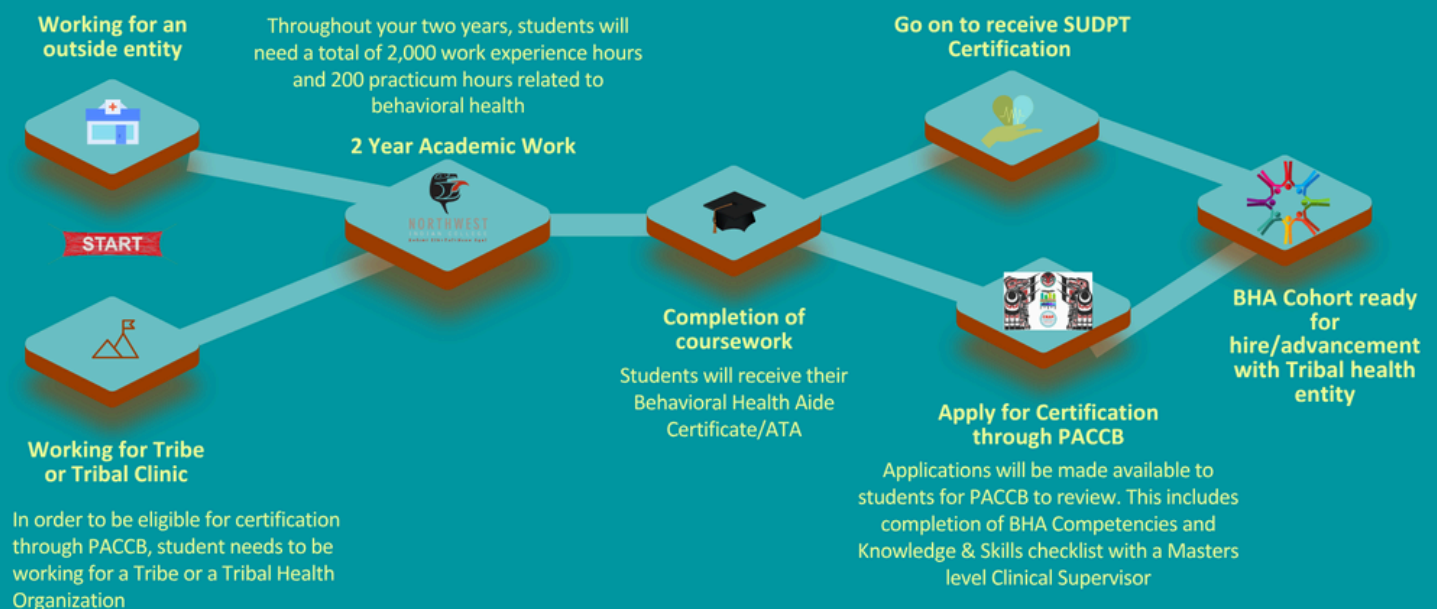 Working for an
outside entity
Throughout your two years, students will
need a total of 2,000 work experience hours
and 200 practicum hours related to
behavioral health
2 Year Academic Work
NORTHWEST
INDIAN COLLEGE
START
Working for Tribe
or Tribal Clinic
In order to be eligible for certification
through PACCB, student needs to be
working for a Tribe or a Tribal Health
Organization
Completion of
coursework
Students will receive their
Behavioral Health Aide
Certificate/ATA
Go on to receive SUDPT
Certification
Apply for Certification
through PACCB
Applications will be made available to
students for PACCB to review. This includes
completion of BHA Competencies and
Knowledge & Skills checklist with a Masters
level Clinical Supervisor
BHA Cohort ready
for
hire/advancement
with Tribal health
entity